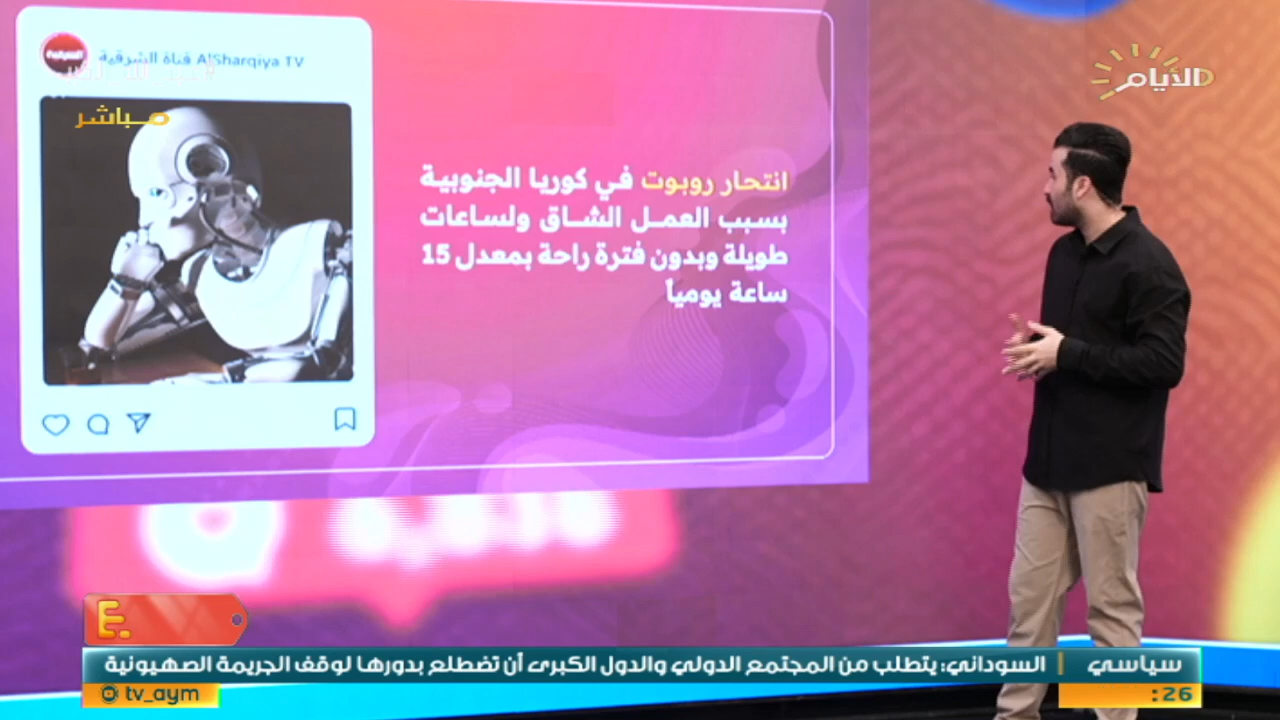 قناة الشرقية AlSharqiya TV
مباشر
الأيام
انتحار روبوت في كوريا الجنوبية
بسبب العمل الشاق ولساعات
طويلة وبدون فترة راحة بمعدل 15
ساعة يومياً
سياسي | السوداني: يتطلب من المجتمع الدولي والدول الكبرى أن تضطلع بدورها لوقف الجريمة الصهيونية
tv_aym
:26